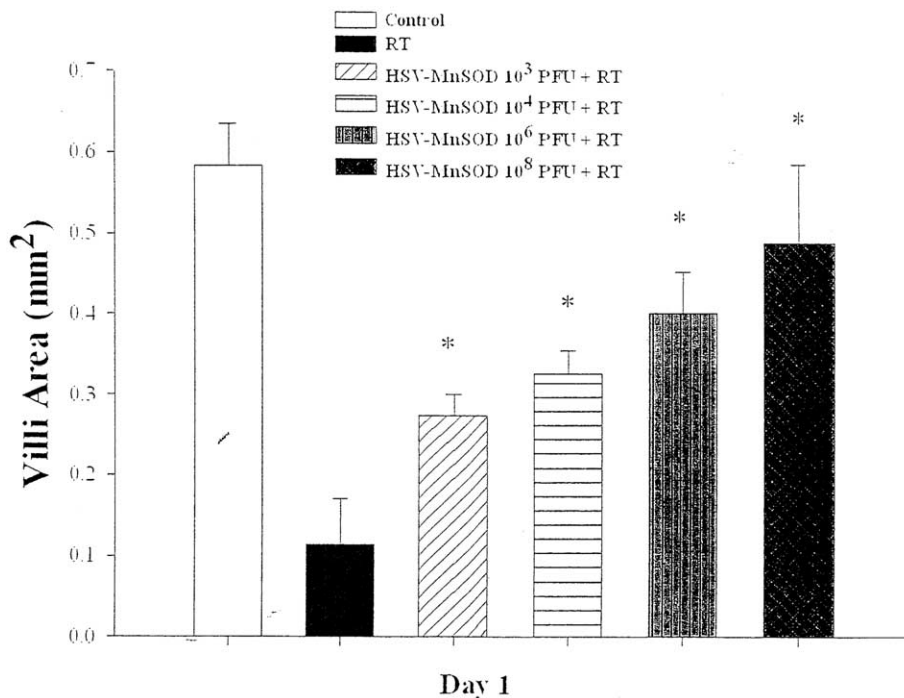 Control
RT
HSV-MnSOD 10³ PFU + RT
HSV-MnSOD 10⁴ PFU + RT
HSV-MnSOD 10⁶ PFU + RT
HSV-MnSOD 10⁸ PFU + RT
Villi Area (mm²)
0.7
0.6
0.5
0.4
0.3
0.2
0.1
0.0
*
*
*
*
Day 1